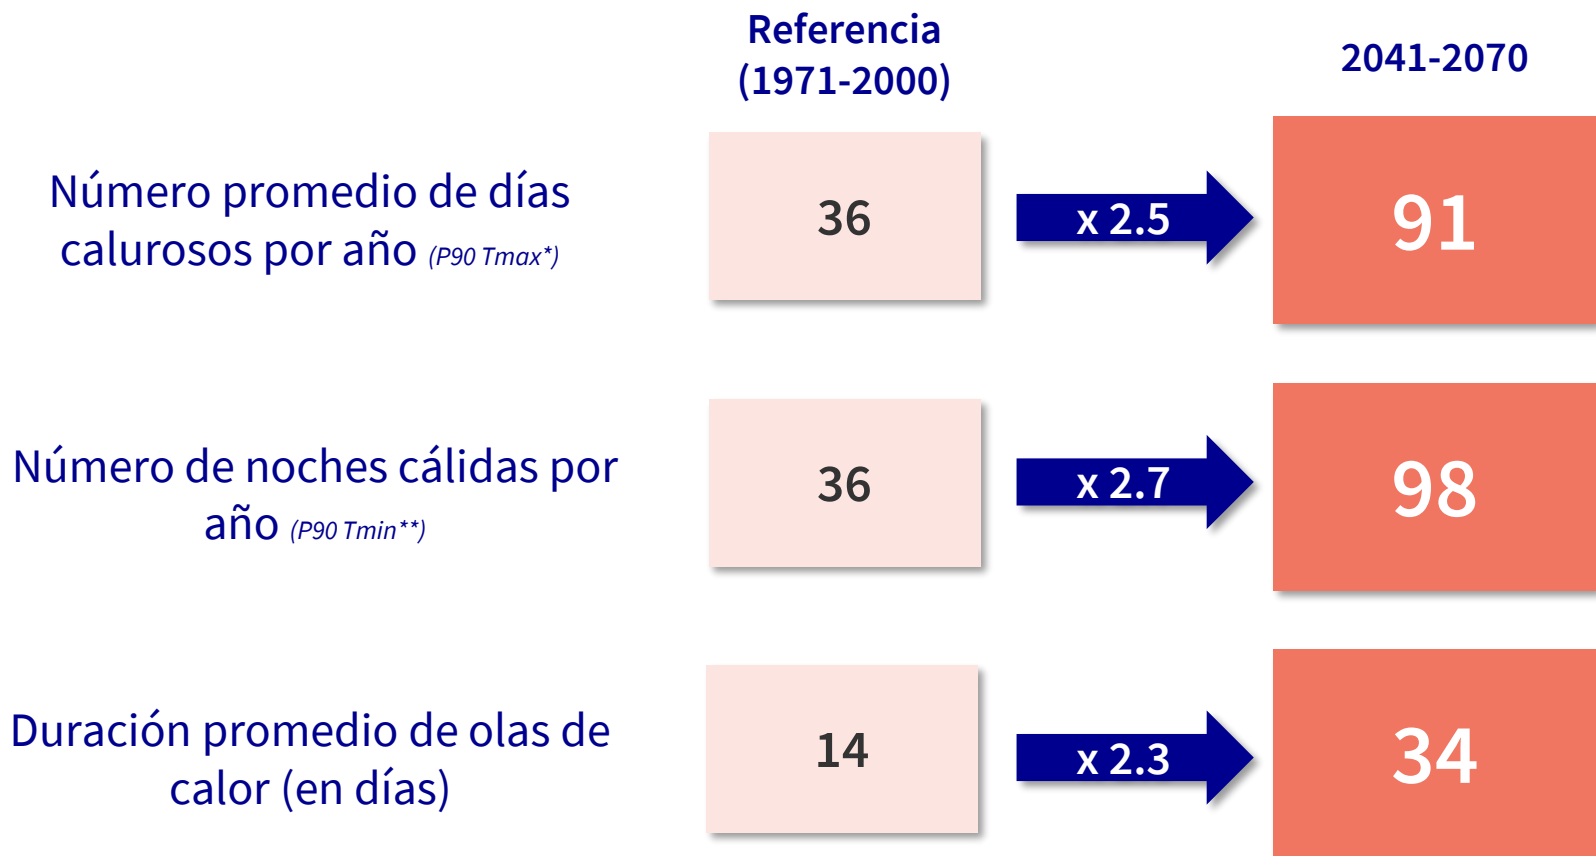 Referencia
(1971-2000)
2041-2070
Número promedio de días
calurosos por año (P90 Tmax*)
36
x 2.5
91
Número de noches cálidas por
año (P90 Tmin**)
36
x 2.7
98
Duración promedio de olas de
calor (en días)
14
x 2.3
34